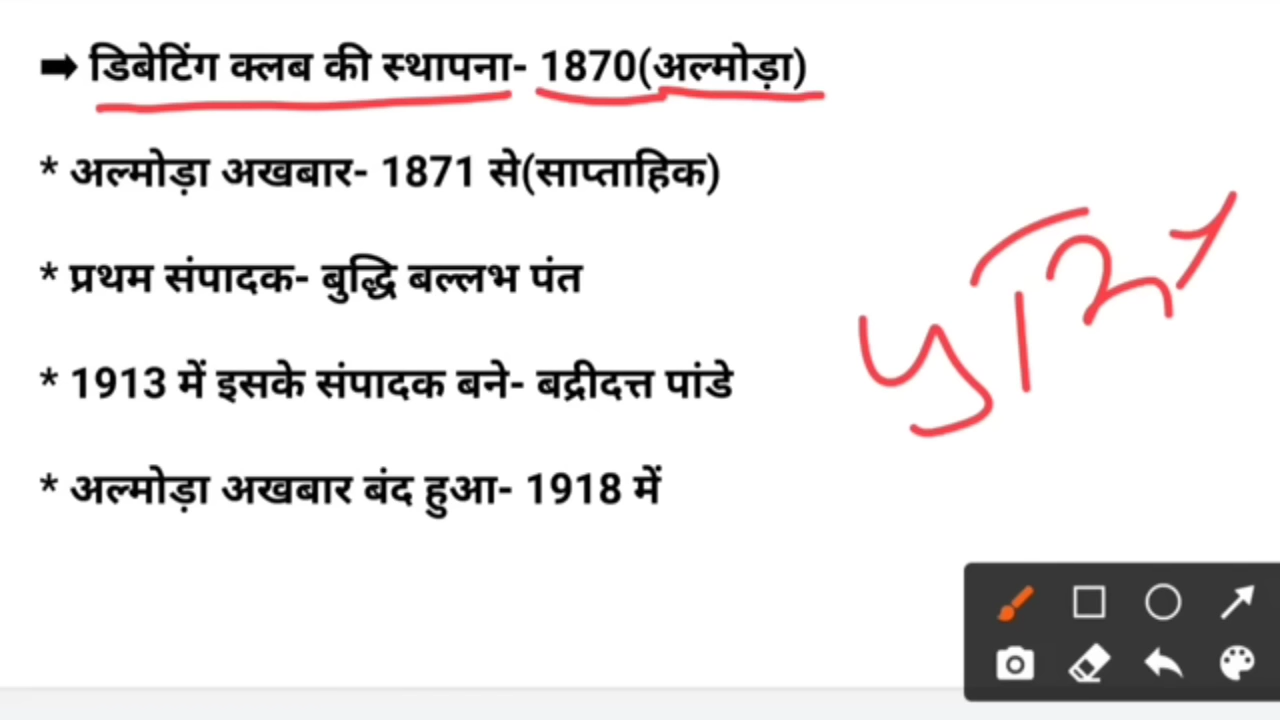 ➡ डिबेटिंग क्लब की स्थापना- 1870(अल्मोड़ा)
* अल्मोड़ा अखबार- 1871 से(साप्ताहिक)
* प्रथम संपादक- बुद्धि बल्लभ पंत
* 1913 में इसके संपादक बने- बद्रीदत्त पांडे
* अल्मोड़ा अखबार बंद हुआ- 1918 में